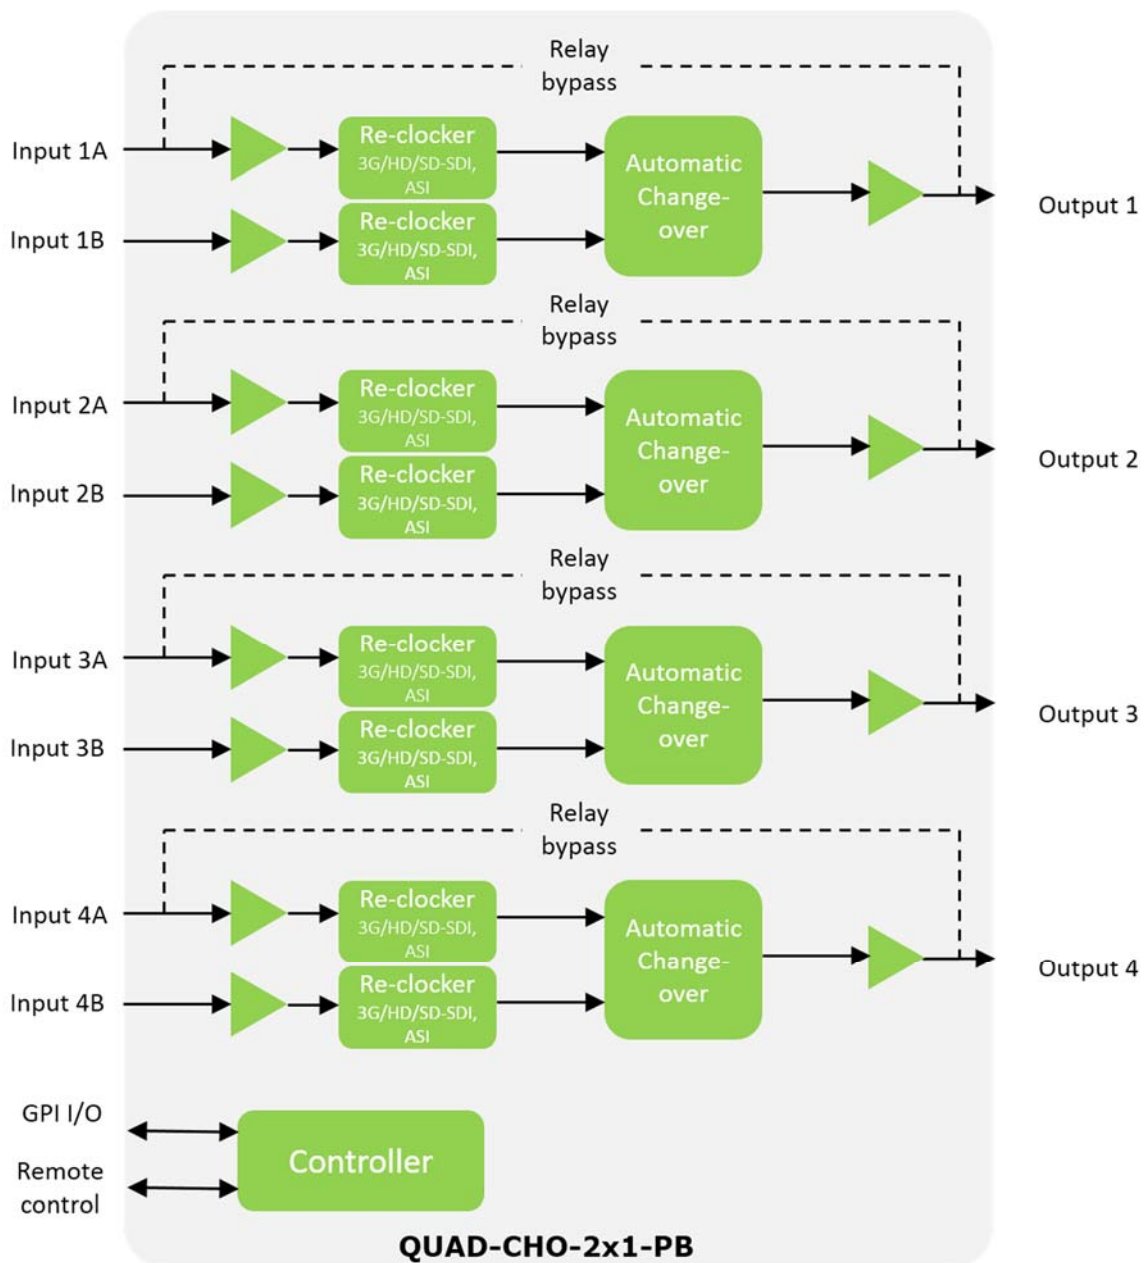 Relay
bypass
Input 1A
Re-clocker
3G/HD/SD-SDI,
ASI
Automatic
Change-
over
Output 1
Input 1B
Re-clocker
3G/HD/SD-SDI,
ASI
Relay
bypass
Input 2A
Re-clocker
3G/HD/SD-SDI,
ASI
Automatic
Change-
over
Output 2
Input 2B
Re-clocker
3G/HD/SD-SDI,
ASI
Relay
bypass
Input 3A
Re-clocker
3G/HD/SD-SDI,
ASI
Automatic
Change-
over
Output 3
Input 3B
Re-clocker
3G/HD/SD-SDI,
ASI
Relay
bypass
Input 4A
Re-clocker
3G/HD/SD-SDI,
ASI
Automatic
Change-
over
Output 4
Input 4B
Re-clocker
3G/HD/SD-SDI,
ASI
GPI I/O
Remote
control
Controller
QUAD-CHO-2x1-PB